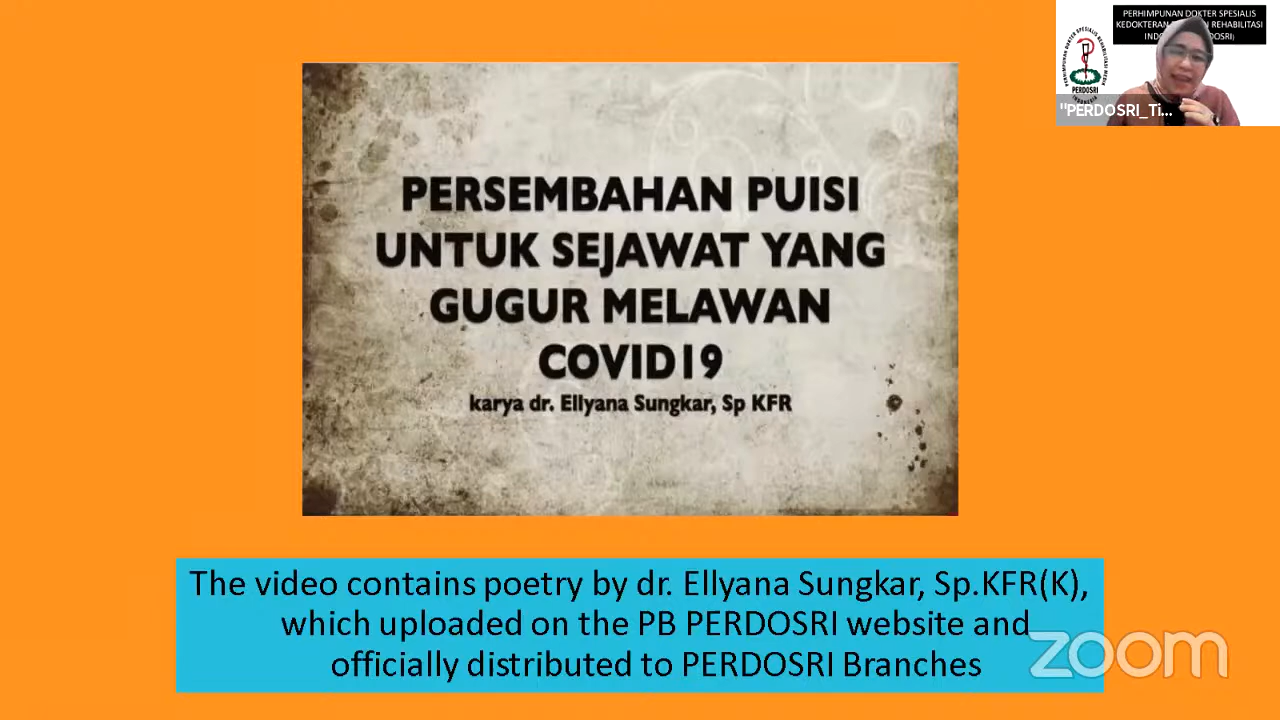 PERHIMPUNAN DOKTER SPESIALIS
KEDOKTERAN REHABILITASI
PERDOSRI
"PERDOSRI_Ti...
PERSEMBAHAN PUISI
UNTUK SEJAWAT YANG
GUGUR MELAWAN
COVID19
karya dr. Ellyana Sungkar, Sp KFR
The video contains poetry by dr. Ellyana Sungkar, Sp.KFR(K),
which uploaded on the PB PERDOSRI website and
officially distributed to PERDOSRI Branches
zoom